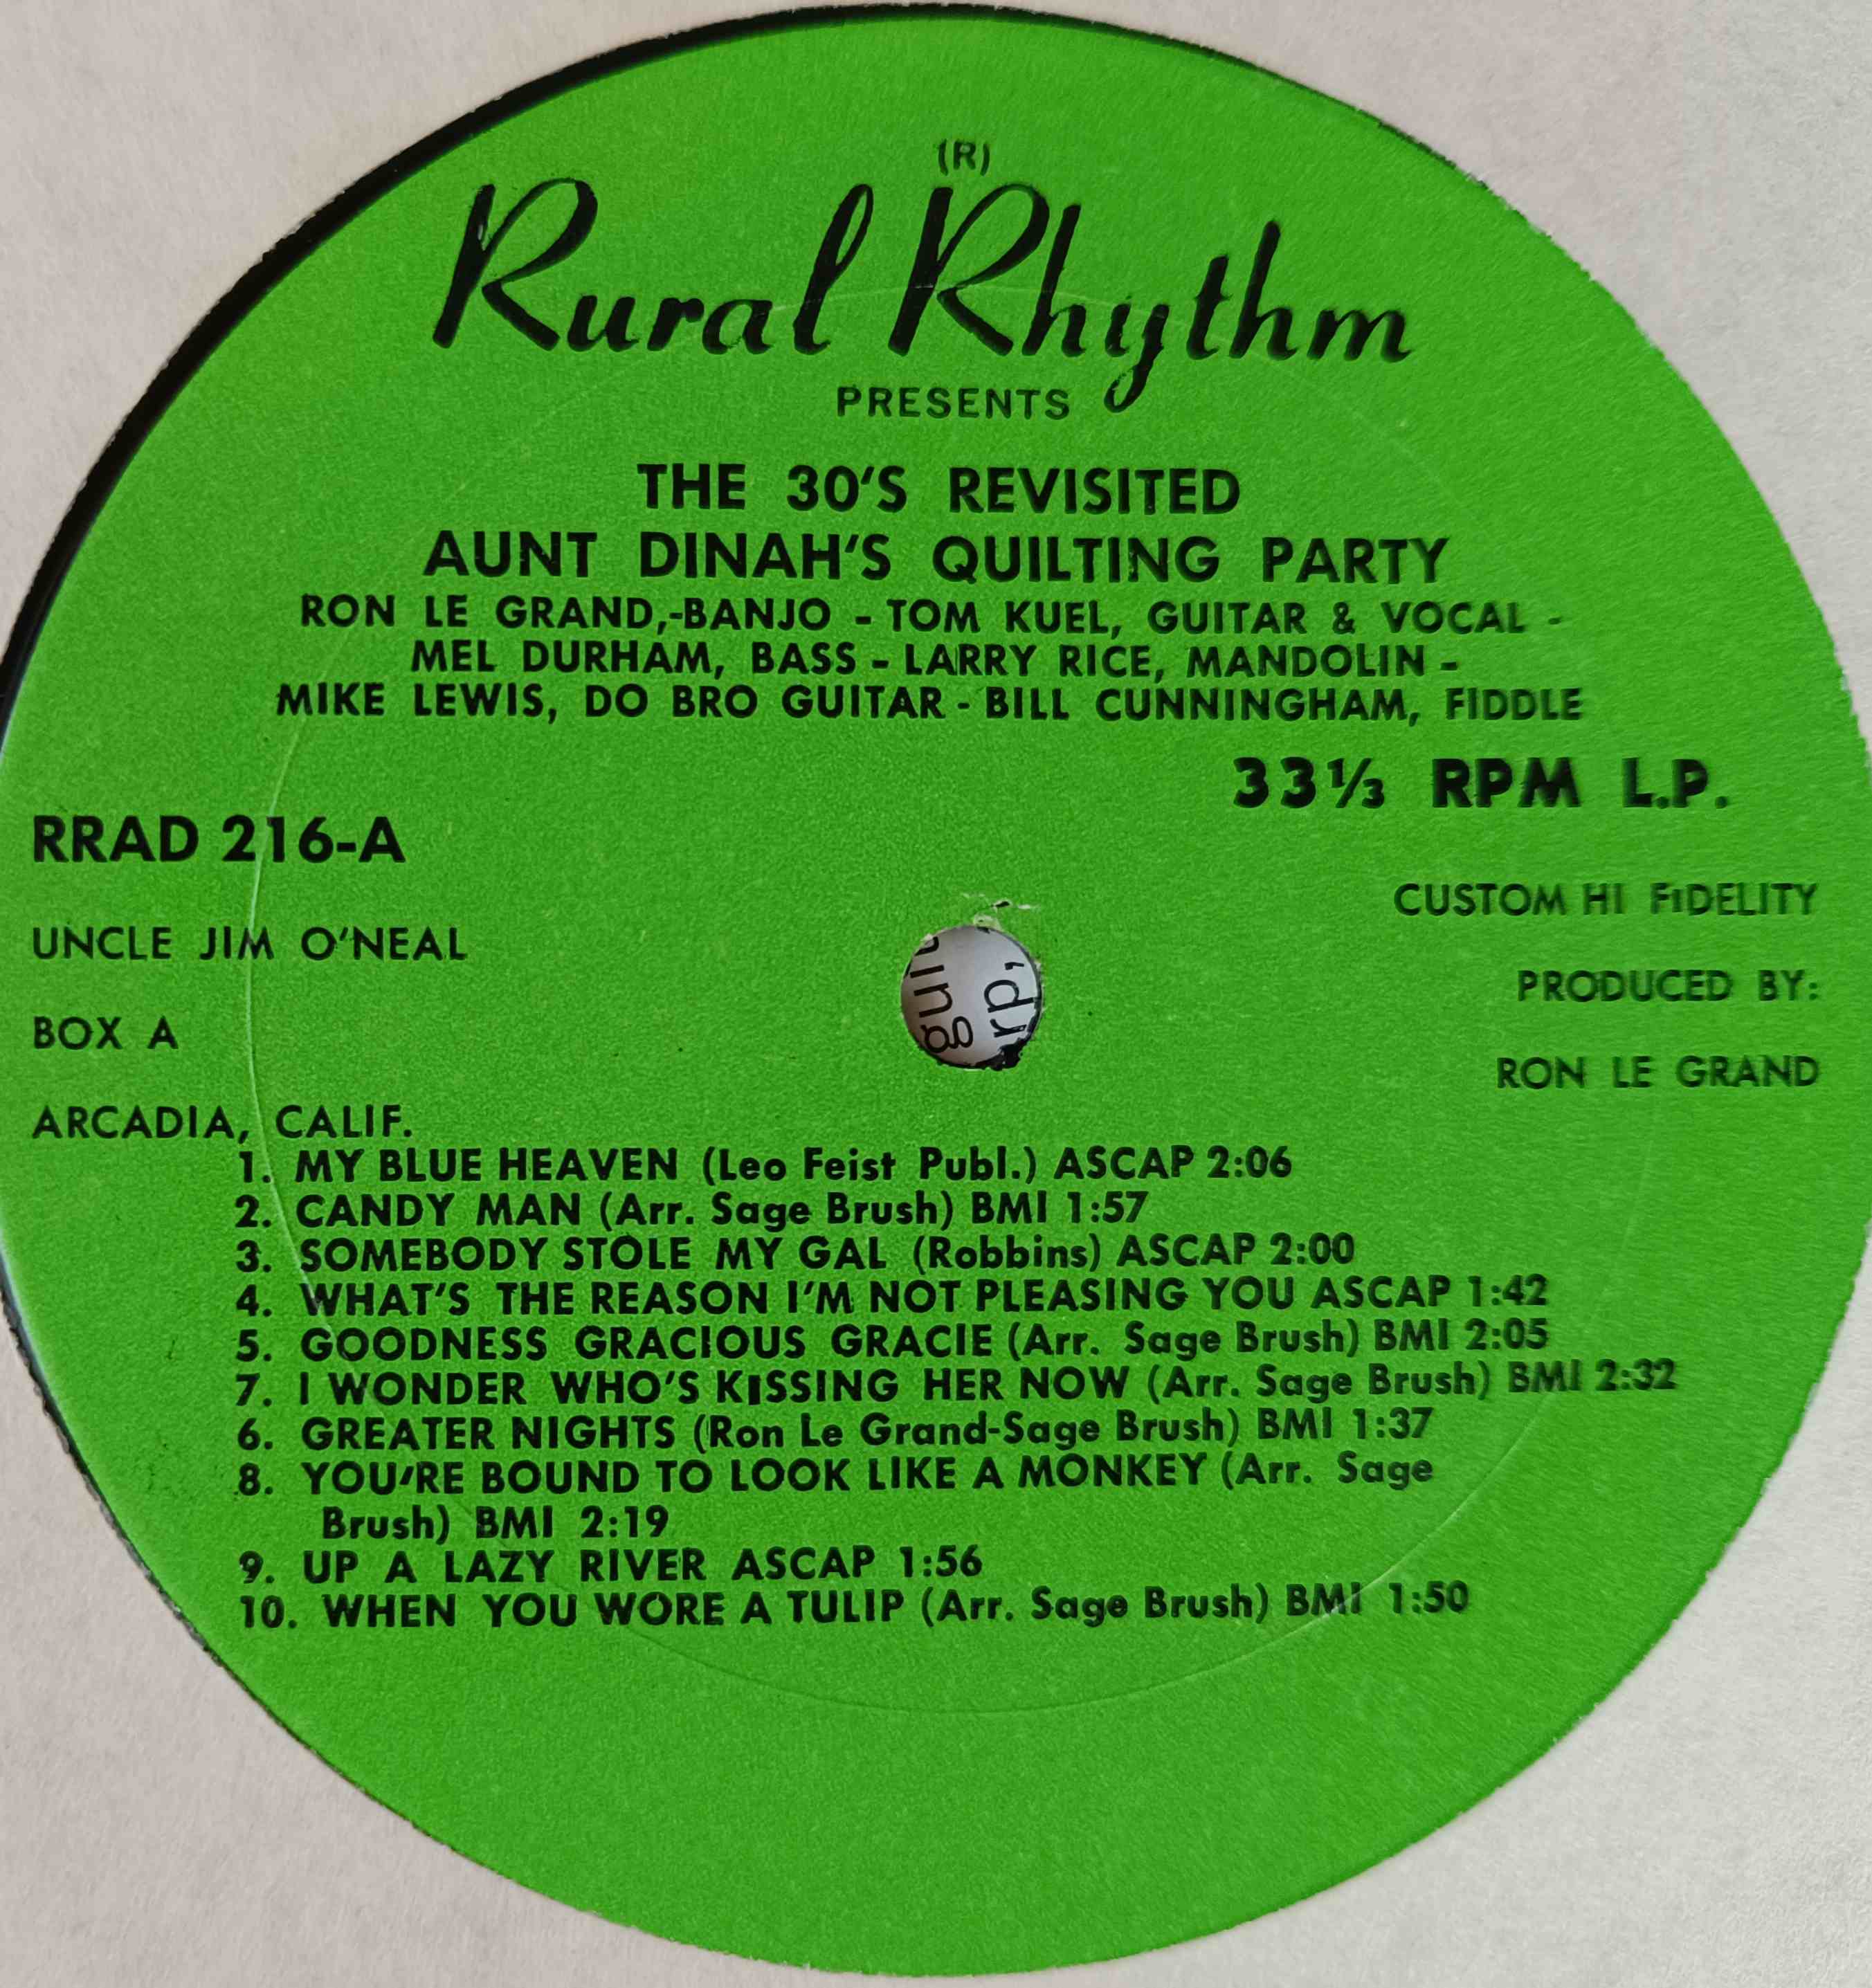 (R)
Rural Rhythm
PRESENTS
THE 30'S REVISITED
AUNT DINAH'S QUILTING PARTY
RON LE GRAND,-BANJO - TOM KUEL, GUITAR & VOCAL -
MEL DURHAM, BASS - LARRY RICE, MANDOLIN -
MIKE LEWIS, DO BRO GUITAR - BILL CUNNINGHAM, FIDDLE
33⅓ RPM L.P.
RRAD 216-A
CUSTOM HI FIDELITY
UNCLE JIM O'NEAL
PRODUCED BY:
BOX A
RON LE GRAND
ARCADIA, CALIF.
1. MY BLUE HEAVEN (Leo Feist Publ.) ASCAP 2:06
2. CANDY MAN (Arr. Sage Brush) BMI 1:57
3. SOMEBODY STOLE MY GAL (Robbins) ASCAP 2:00
4. WHAT'S THE REASON I'M NOT PLEASING YOU ASCAP 1:42
5. GOODNESS GRACIOUS GRACIE (Arr. Sage Brush) BMI 2:05
7. I WONDER WHO'S KISSING HER NOW (Arr. Sage Brush) BMI 2:32
6. GREATER NIGHTS (Ron Le Grand-Sage Brush) BMI 1:37
8. YOU'RE BOUND TO LOOK LIKE A MONKEY (Arr. Sage
Brush) BMI 2:19
9. UP A LAZY RIVER ASCAP 1:56
10. WHEN YOU WORE A TULIP (Arr. Sage Brush) BMI 1:50